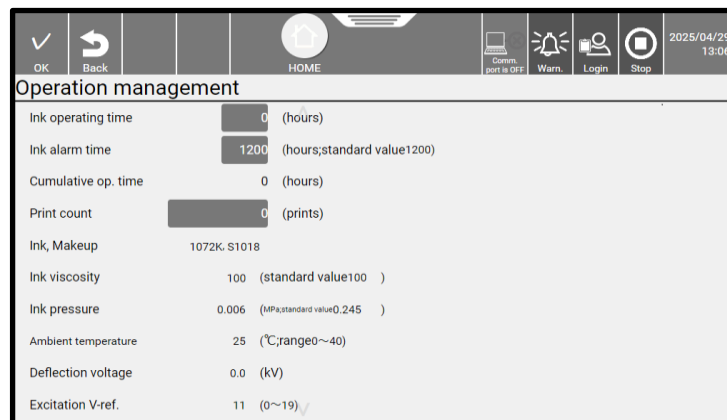 OK
Back
HOME
Comm.
port is OFF
Warn.
Login
Stop
2025/04/29
13:06
Operation management
Ink operating time 0 (hours)
Ink alarm time 1200 (hours;standard value1200)
Cumulative op. time 0 (hours)
Print count 0 (prints)
Ink, Makeup 1072K, S1018
Ink viscosity 100 (standard value100 )
Ink pressure 0.006 (MPa;standard value0.245 )
Ambient temperature 25 (℃;range0～40)
Deflection voltage 0.0 (kV)
Excitation V-ref. 11 (0～19)